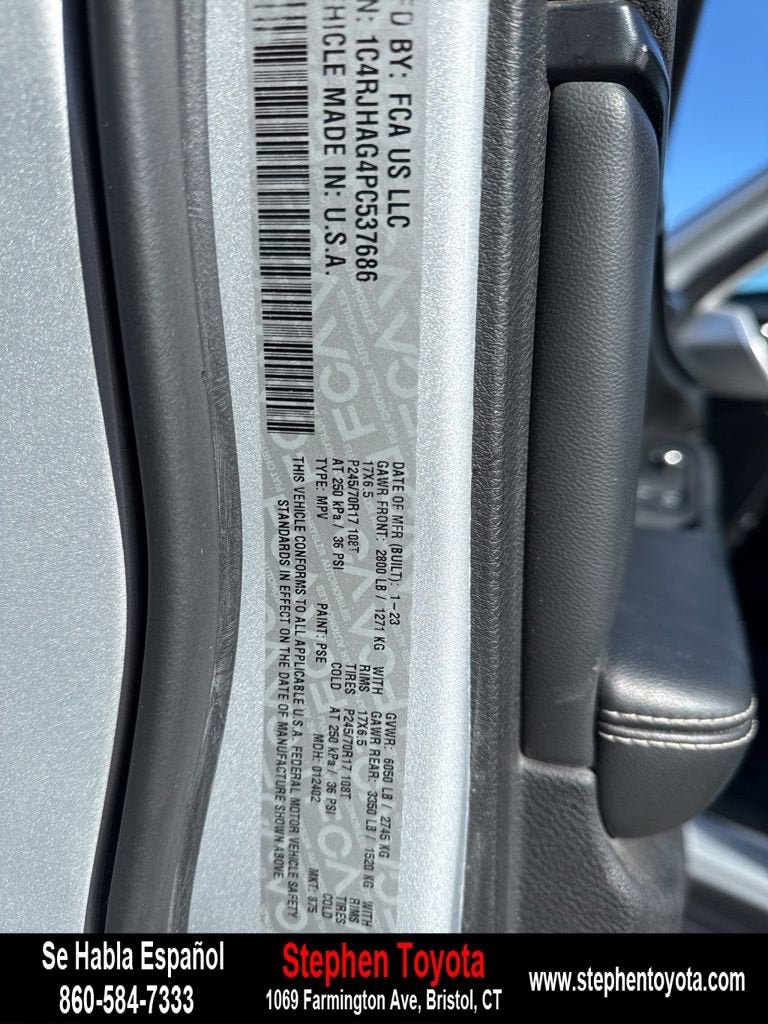 FD BY: FCA US LLC
N: 1C4RJHAG4PC537686
VEHICLE MADE IN: U.S.A.
DATE OF MFR (BUILT): 1-23 GVWR: 6050 LB / 2745 KG
GAWR FRONT: 2800 LB / 1271 KG WITH GAWR REAR: 3350 LB / 1520 KG WITH
17X6.5 RIMS 17X6.5 RIMS
P245/70R17 108T TIRES P245/70R17 108T TIRES
AT 250 kPa / 36 PSI COLD AT 250 kPa / 36 PSI COLD
TYPE: MPV PAINT: PSE MDH: 012402 MKT: 875
THIS VEHICLE CONFORMS TO ALL APPLICABLE U.S.A. FEDERAL MOTOR VEHICLE SAFETY
STANDARDS IN EFFECT ON THE DATE OF MANUFACTURE SHOWN ABOVE.
Se Habla Español
860-584-7333
Stephen Toyota
1069 Farmington Ave, Bristol, CT
www.stephentoyota.com